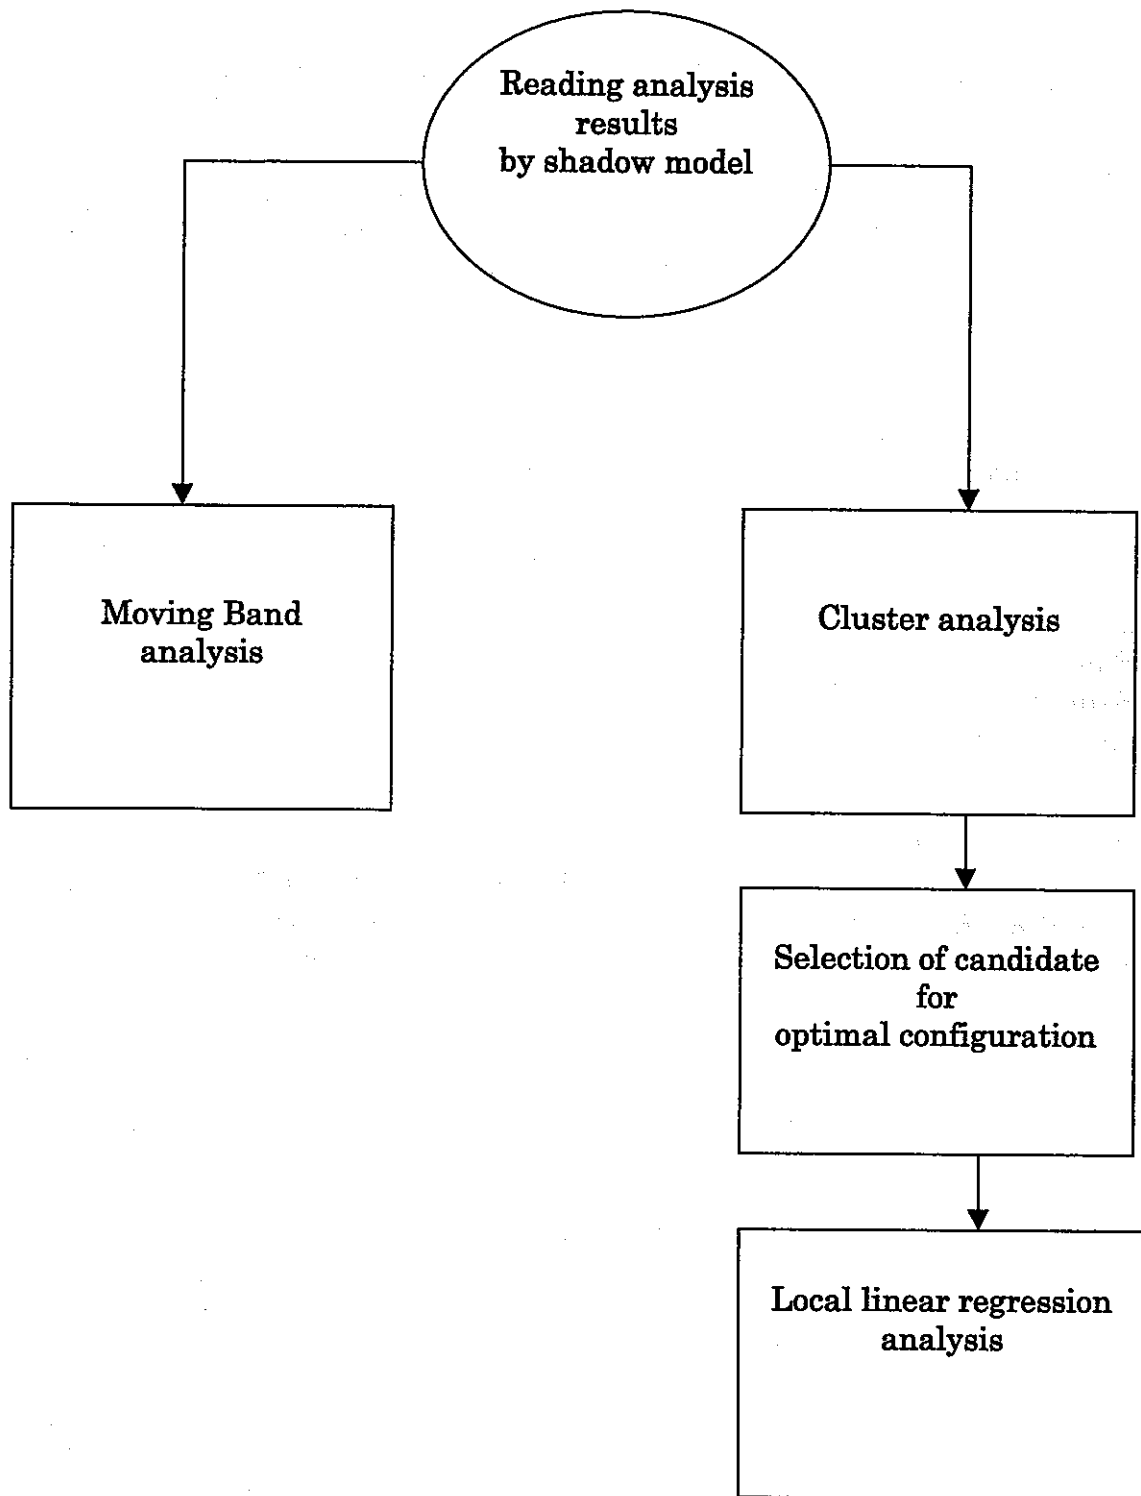 Reading analysis
results
by shadow model
Moving Band
analysis
Cluster analysis
Selection of candidate
for
optimal configuration
Local linear regression
analysis